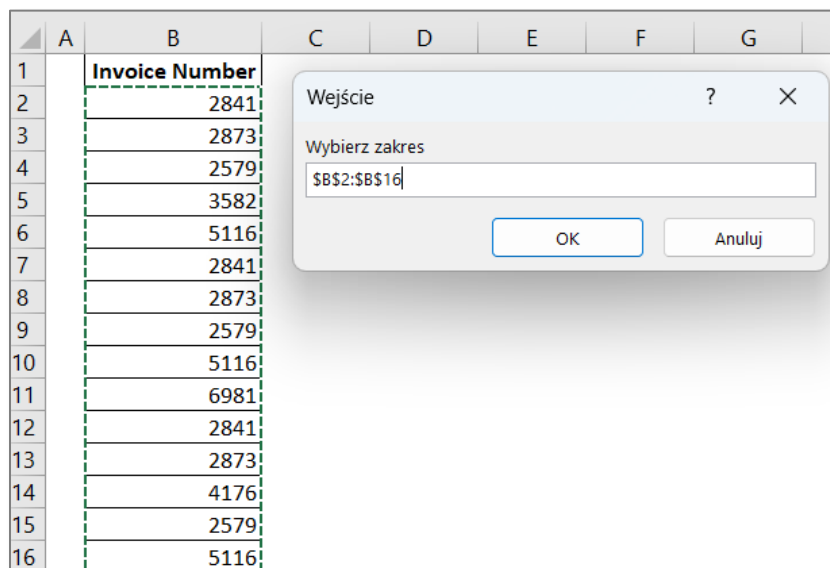 A B C D E F G
1 Invoice Number
2 2841
3 2873
4 2579
5 3582
6 5116
7 2841
8 2873
9 2579
10 5116
11 6981
12 2841
13 2873
14 4176
15 2579
16 5116
Wejście ?
Wybierz zakres
$B$2:$B$16
OK Anuluj